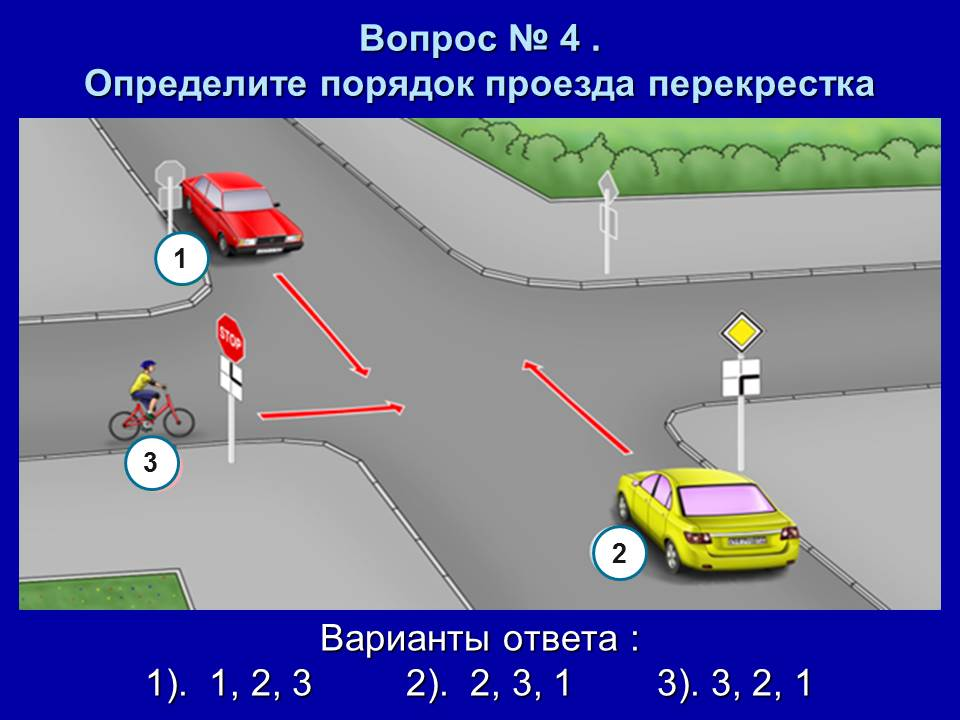 Вопрос № 4 .
Определите порядок проезда перекрестка
1
STOP
3
2
Варианты ответа :
1). 1, 2, 3 2). 2, 3, 1 3). 3, 2, 1